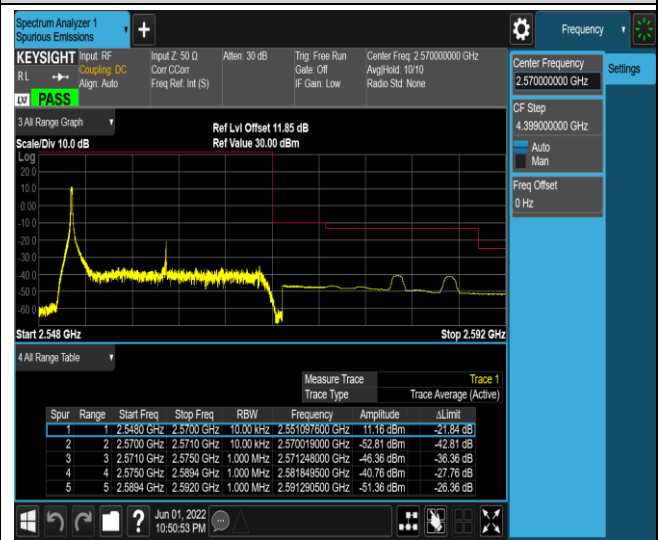 Spectrum Analyzer 1
Spurious Emissions
Frequency
KEYSIGHT
Input: RF
Coupling: DC
Align: Auto
Input Z: 50 Ω
Corr CCorr
Freq Ref: Int (S)
Atten: 30 dB
Trig: Free Run
Gate: Off
IF Gain: Low
Center Freq: 2.570000000 GHz
Avg|Hold: 10/10
Radio Std: None
R L
LXI
PASS
Center Frequency
2.570000000 GHz
Settings
CF Step
4.399000000 GHz
Auto
Man
Freq Offset
0 Hz
3 All Range Graph
Ref Lvl Offset 11.85 dB
Scale/Div 10.0 dB
Ref Value 30.00 dBm
Log
20.0
10.0
0.00
-10.0
-20.0
-30.0
-40.0
-50.0
-60.0
Start 2.548 GHz
Stop 2.592 GHz
4 All Range Table
Measure Trace Trace 1
Trace Type Trace Average (Active)
Spur Range Start Freq Stop Freq RBW Frequency Amplitude ΔLimit
1 1 2.5480 GHz 2.5700 GHz 10.00 kHz 2.551097600 GHz 11.16 dBm -21.84 dB
2 2 2.5700 GHz 2.5710 GHz 10.00 kHz 2.570019000 GHz -52.81 dBm -42.81 dB
3 3 2.5710 GHz 2.5750 GHz 1.000 MHz 2.571248000 GHz -46.36 dBm -36.36 dB
4 4 2.5750 GHz 2.5894 GHz 1.000 MHz 2.581849500 GHz -40.76 dBm -27.76 dB
5 5 2.5894 GHz 2.5920 GHz 1.000 MHz 2.591290500 GHz -51.36 dBm -26.36 dB
Jun 01, 2022
10:50:53 PM